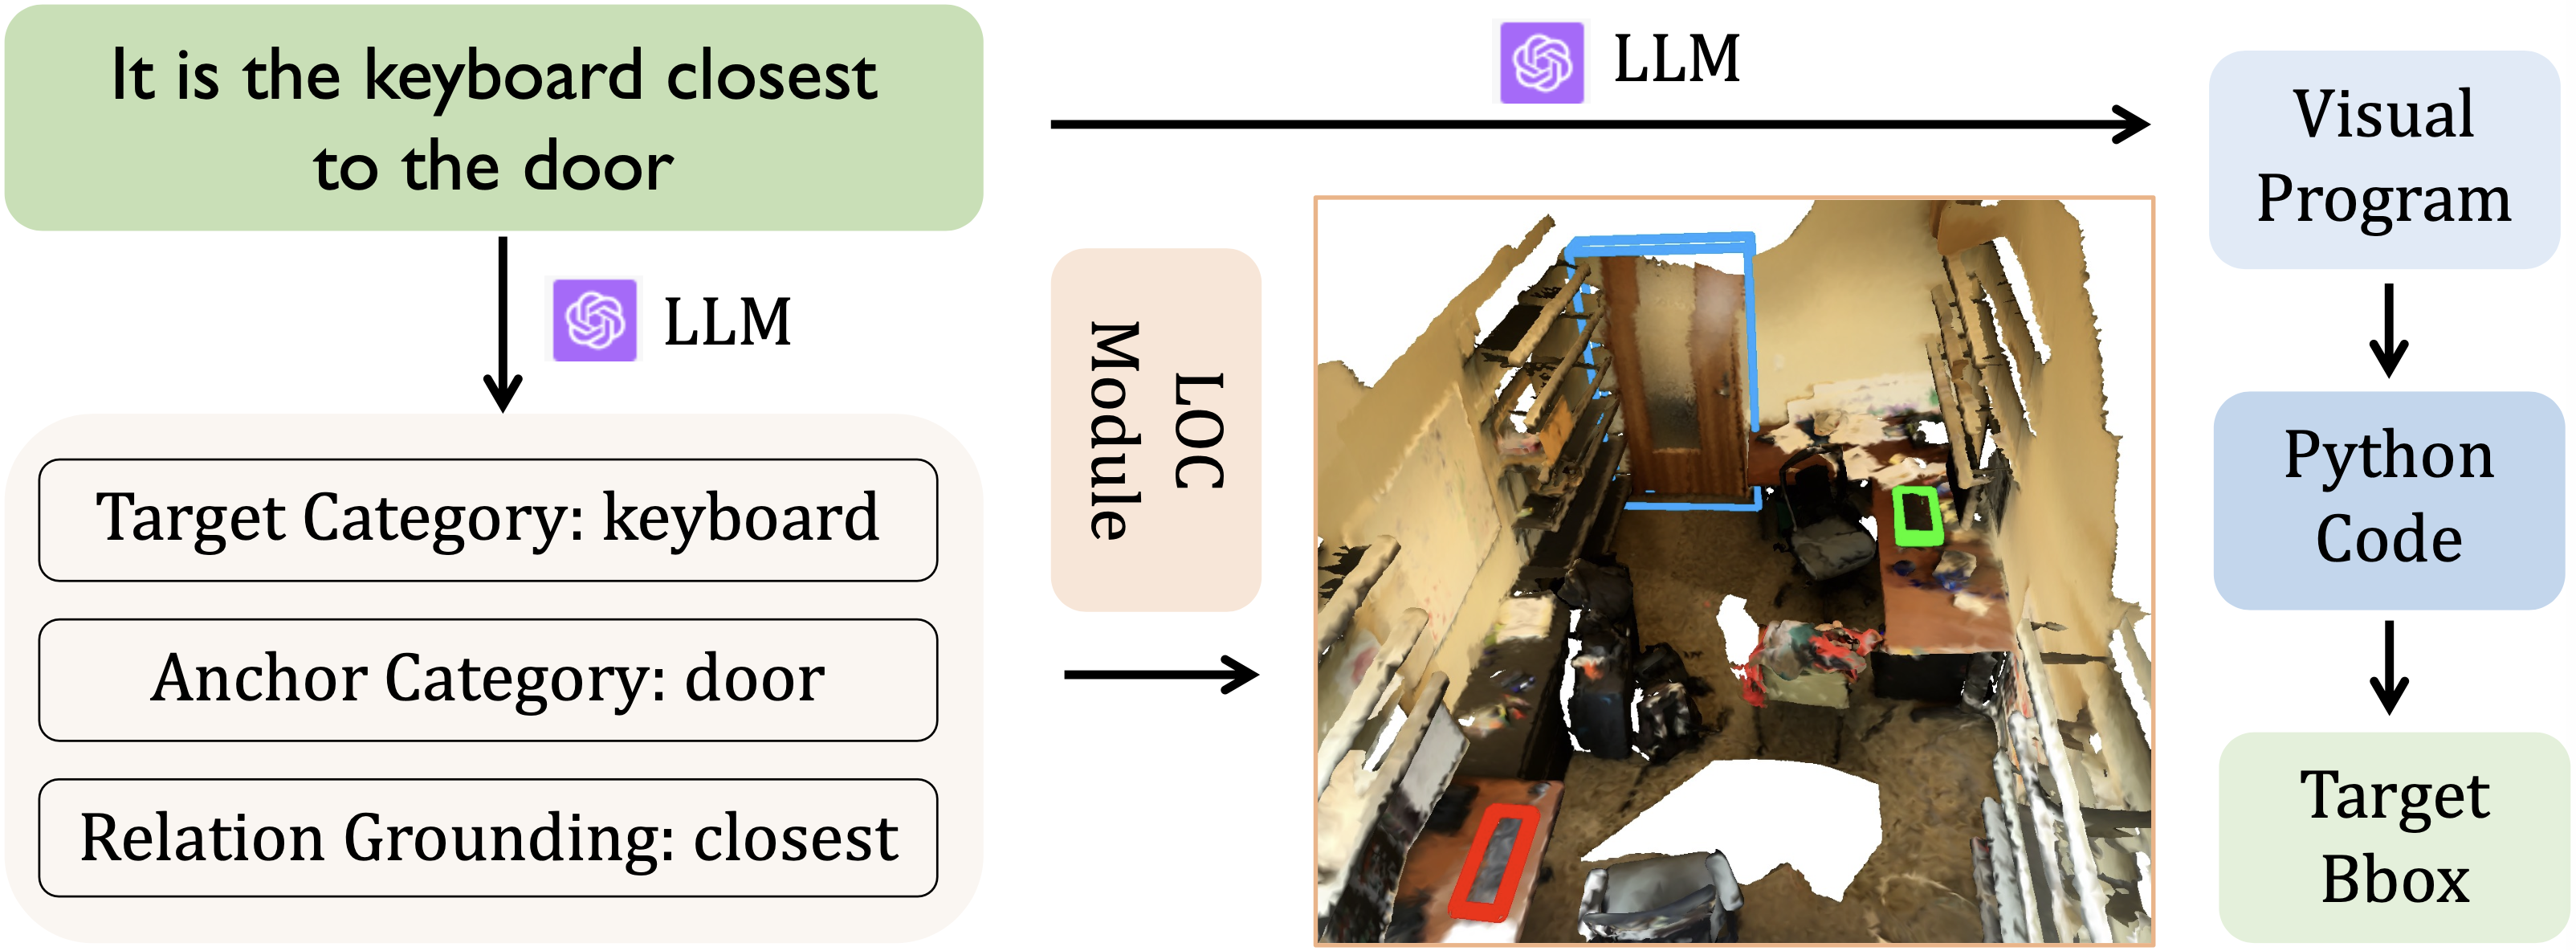 It is the keyboard closest
to the door
LLM
LLM
Target Category: keyboard
Anchor Category: door
Relation Grounding: closest
LOC
Module
Visual
Program
Python
Code
Target
Bbox